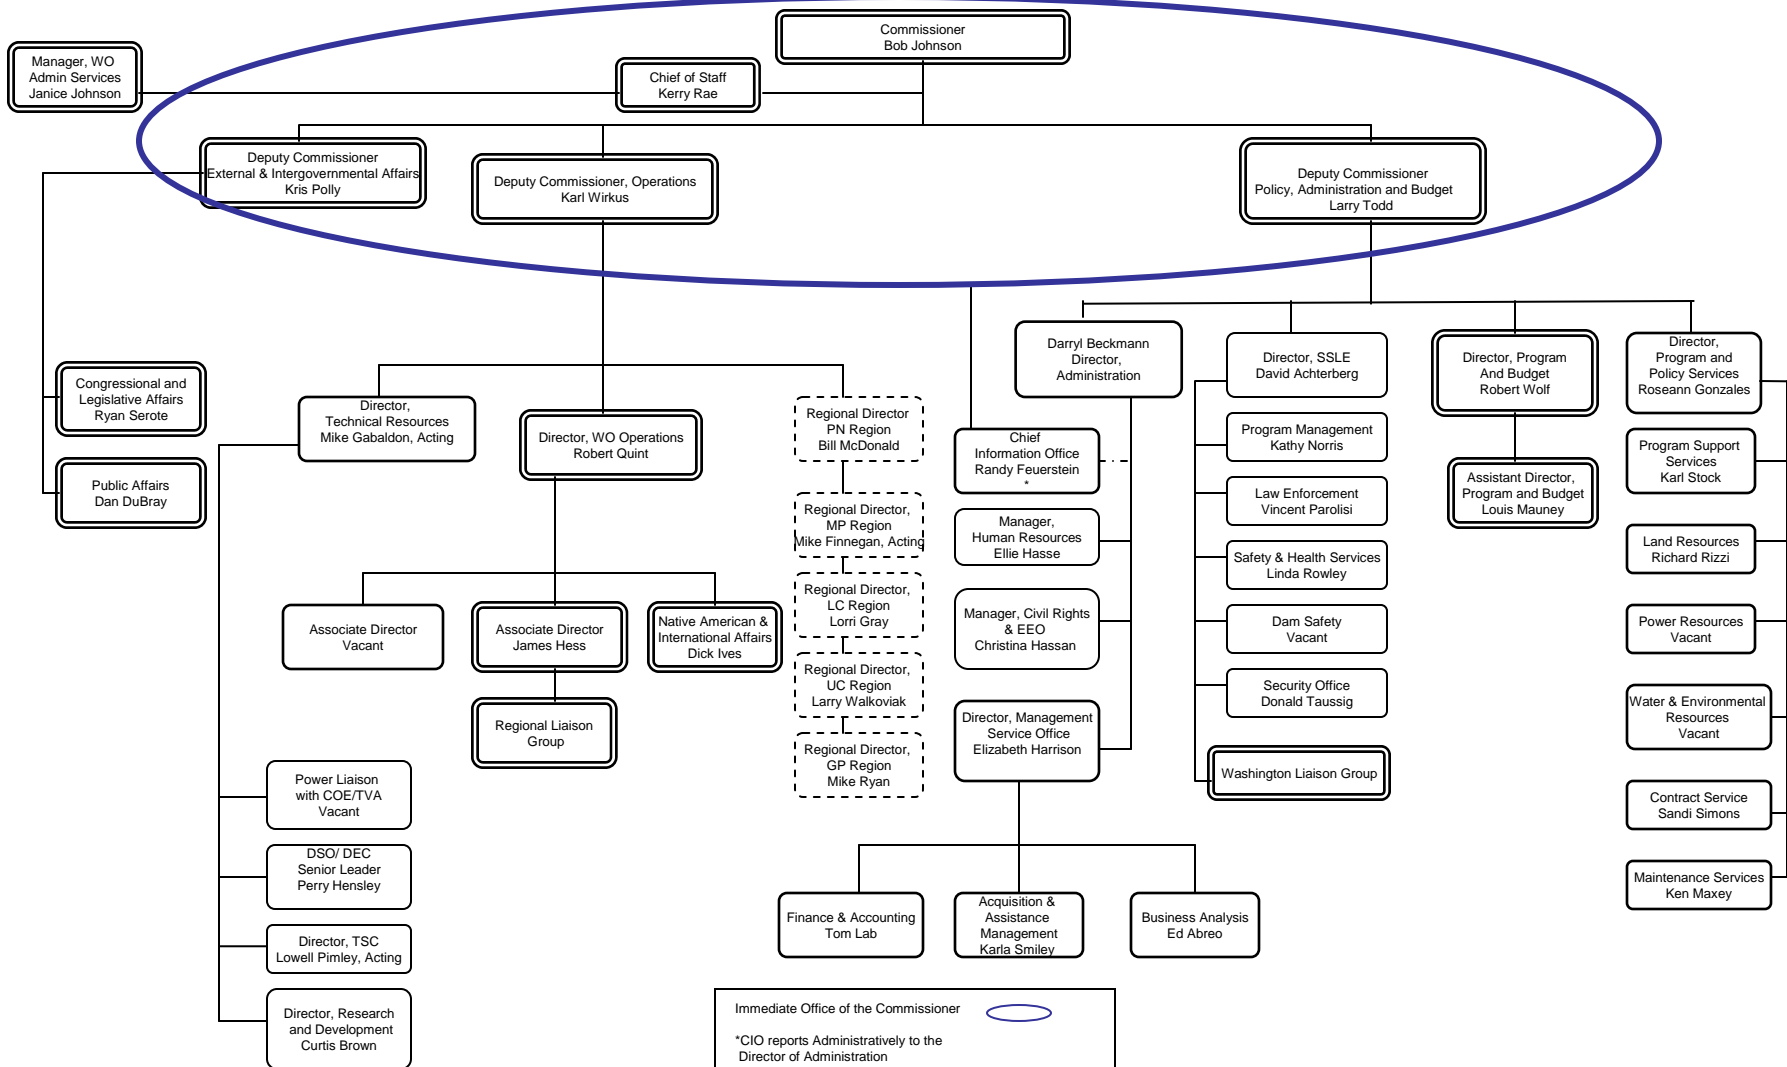 Commissioner
Bob Johnson
Manager, WO
Admin Services
Janice Johnson
Chief of Staff
Kerry Rae
Deputy Commissioner
External & Intergovernmental Affairs
Kris Polly
Deputy Commissioner, Operations
Karl Wirkus
Deputy Commissioner
Policy, Administration and Budget
Larry Todd
Congressional and
Legislative Affairs
Ryan Serote
Public Affairs
Dan DuBray
Director,
Technical Resources
Mike Gabaldon, Acting
Power Liaison
with COE/TVA
Vacant
DSO/ DEC
Senior Leader
Perry Hensley
Director, TSC
Lowell Pimley, Acting
Director, Research
and Development
Curtis Brown
Director, WO Operations
Robert Quint
Associate Director
Vacant
Associate Director
James Hess
Native American &
International Affairs
Dick Ives
Regional Liaison
Group
Regional Director
PN Region
Bill McDonald
Regional Director,
MP Region
Mike Finnegan, Acting
Regional Director,
LC Region
Lorri Gray
Regional Director,
UC Region
Larry Walkoviak
Regional Director,
GP Region
Mike Ryan
Darryl Beckmann
Director,
Administration
Chief
Information Office
Randy Feuerstein
*
Manager,
Human Resources
Ellie Hasse
Manager, Civil Rights
& EEO
Christina Hassan
Director, Management
Service Office
Elizabeth Harrison
Finance & Accounting
Tom Lab
Acquisition &
Assistance
Management
Karla Smiley
Business Analysis
Ed Abreo
Director, SSLE
David Achterberg
Program Management
Kathy Norris
Law Enforcement
Vincent Parolisi
Safety & Health Services
Linda Rowley
Dam Safety
Vacant
Security Office
Donald Taussig
Washington Liaison Group
Director, Program
And Budget
Robert Wolf
Assistant Director,
Program and Budget
Louis Mauney
Director,
Program and
Policy Services
Roseann Gonzales
Program Support
Services
Karl Stock
Land Resources
Richard Rizzi
Power Resources
Vacant
Water & Environmental
Resources
Vacant
Contract Service
Sandi Simons
Maintenance Services
Ken Maxey
Immediate Office of the Commissioner
*CIO reports Administratively to the
Director of Administration